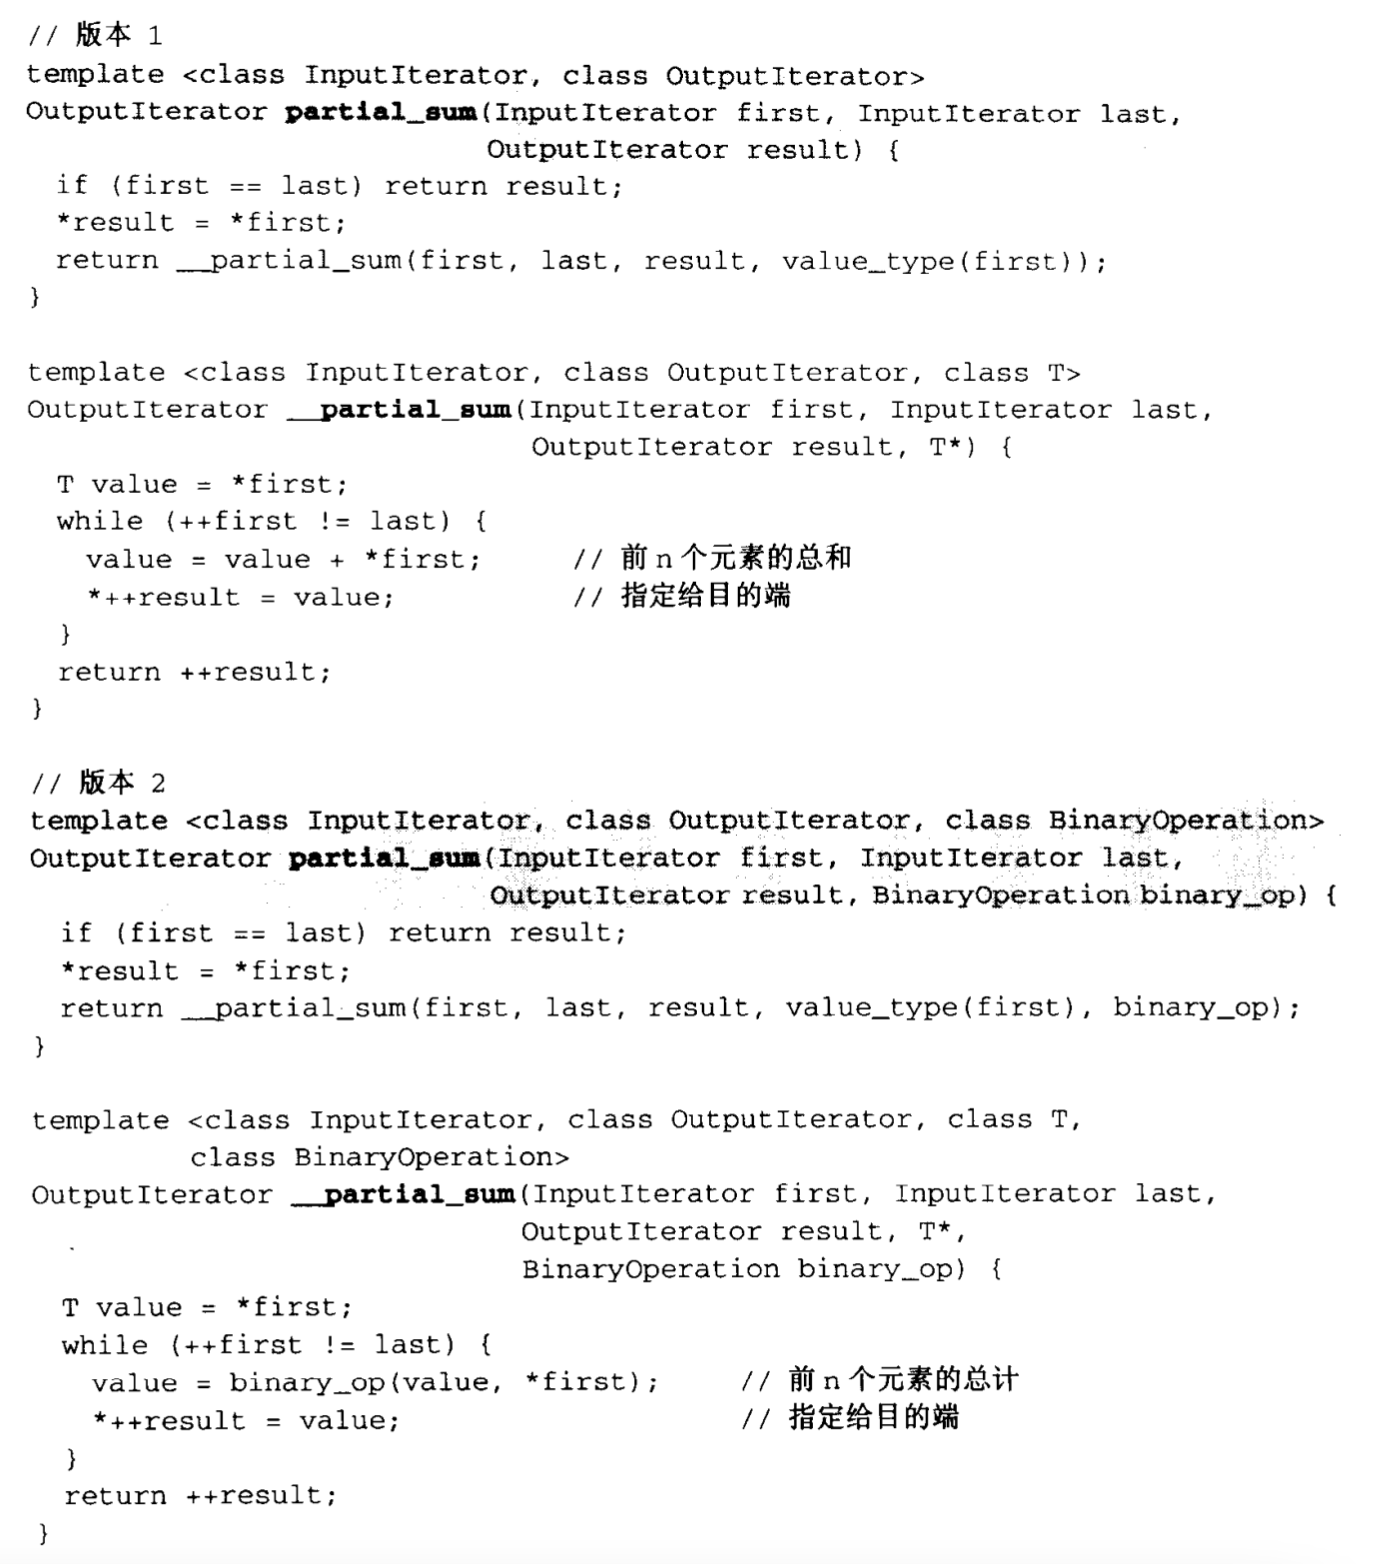 // 版本 1
template <class InputIterator, class OutputIterator>
OutputIterator partial_sum(InputIterator first, InputIterator last,
                           OutputIterator result) {
  if (first == last) return result;
  *result = *first;
  return __partial_sum(first, last, result, value_type(first));
}

template <class InputIterator, class OutputIterator, class T>
OutputIterator __partial_sum(InputIterator first, InputIterator last,
                             OutputIterator result, T*) {
  T value = *first;
  while (++first != last) {
    value = value + *first;     // 前 n 个元素的总和
    *++result = value;          // 指定给目的端
  }
  return ++result;
}

// 版本 2
template <class InputIterator, class OutputIterator, class BinaryOperation>
OutputIterator partial_sum(InputIterator first, InputIterator last,
                           OutputIterator result, BinaryOperation binary_op) {
  if (first == last) return result;
  *result = *first;
  return __partial_sum(first, last, result, value_type(first), binary_op);
}

template <class InputIterator, class OutputIterator, class T,
          class BinaryOperation>
OutputIterator __partial_sum(InputIterator first, InputIterator last,
                             OutputIterator result, T*,
                             BinaryOperation binary_op) {
  T value = *first;
  while (++first != last) {
    value = binary_op(value, *first);     // 前 n 个元素的总计
    *++result = value;                    // 指定给目的端
  }
  return ++result;
}